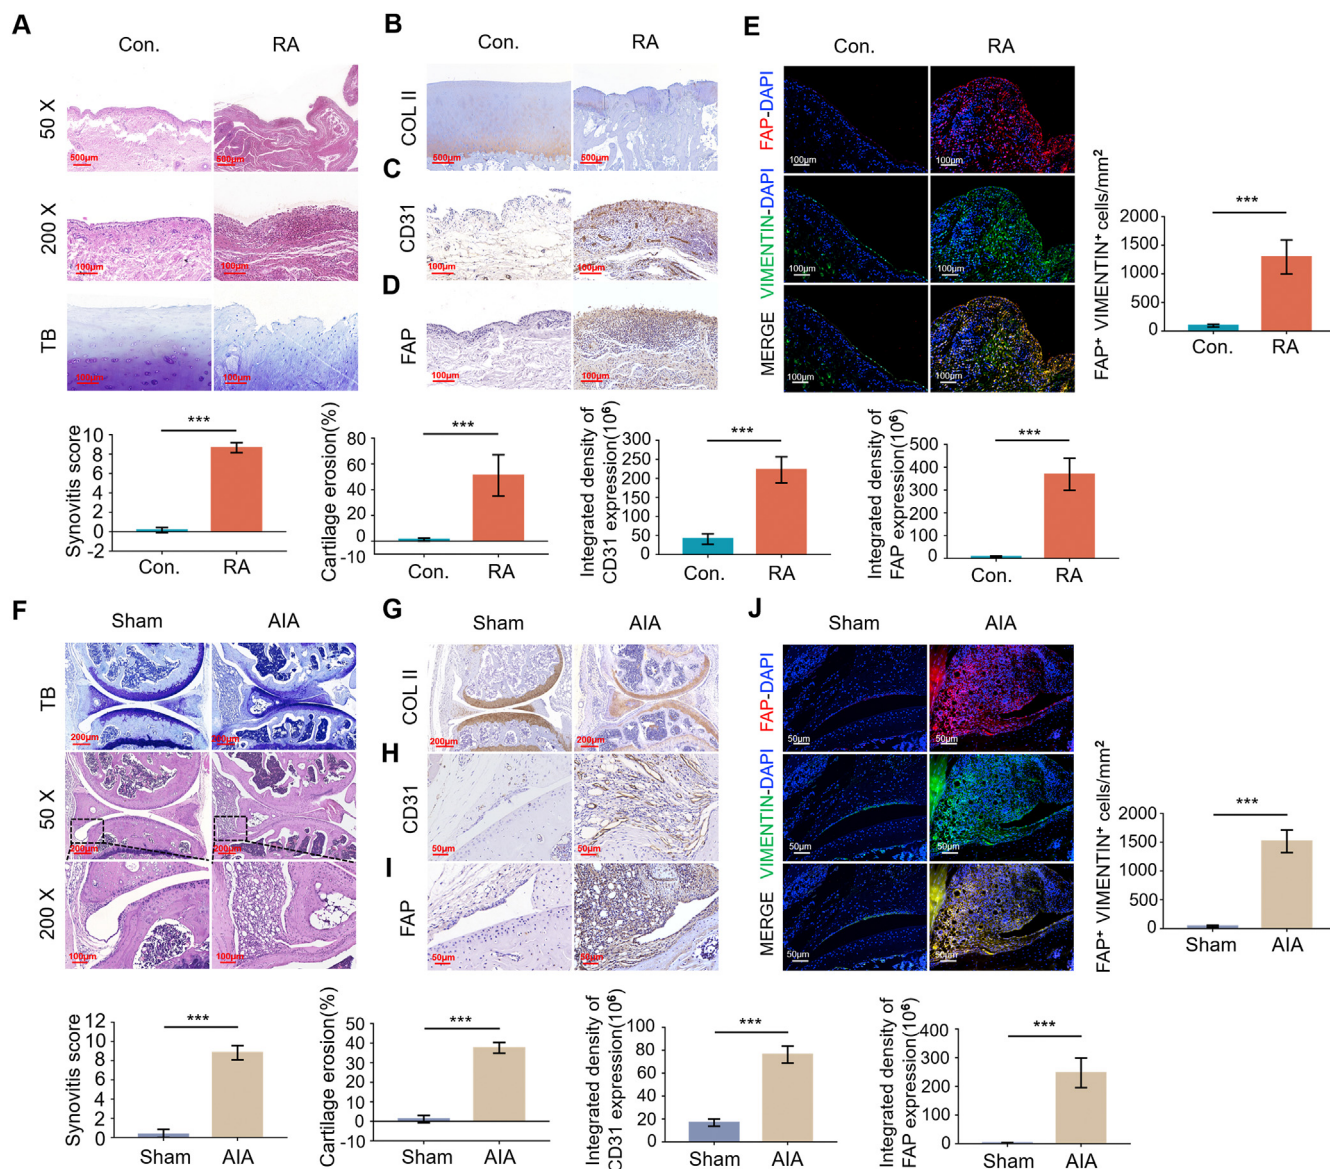 A
Con.
RA
50 X
500μm
500μm
200 X
100μm
100μm
TB
100μm
100μm
B
Con.
RA
COL II
500μm
500μm
C
CD31
100μm
100μm
D
FAP
100μm
100μm
E
Con.
RA
FAP-DAPI
100μm
100μm
VIMENTIN-DAPI
100μm
100μm
MERGE
100μm
100μm
FAP⁺ VIMENTIN⁺ cells/mm²
2000
1500
1000
500
0
***
Con.
RA
Synovitis score
10
8
6
4
2
0
-2
***
Con.
RA
Cartilage erosion(%)
80
60
40
20
0
-10
***
Con.
RA
Integrated density of
CD31 expression(10⁶)
300
250
200
150
100
50
0
***
Con.
RA
Integrated density of
FAP expression(10⁶)
500
400
300
200
100
0
***
Con.
RA
F
Sham
AIA
TB
200μm
200μm
50 X
200μm
200μm
200 X
100μm
100μm
G
Sham
AIA
COL II
200μm
200μm
H
CD31
50μm
50μm
I
FAP
50μm
50μm
J
Sham
AIA
FAP-DAPI
50μm
50μm
VIMENTIN-DAPI
50μm
50μm
MERGE
50μm
50μm
FAP⁺ VIMENTIN⁺ cells/mm²
2000
1500
1000
500
0
***
Sham
AIA
Synovitis score
12
10
8
6
4
2
0
***
Sham
AIA
Cartilage erosion(%)
50
40
30
20
10
0
-10
***
Sham
AIA
Integrated density of
CD31 expression(10⁶)
100
80
60
40
20
0
***
Sham
AIA
Integrated density of
FAP expression(10⁶)
400
300
200
100
0
***
Sham
AIA